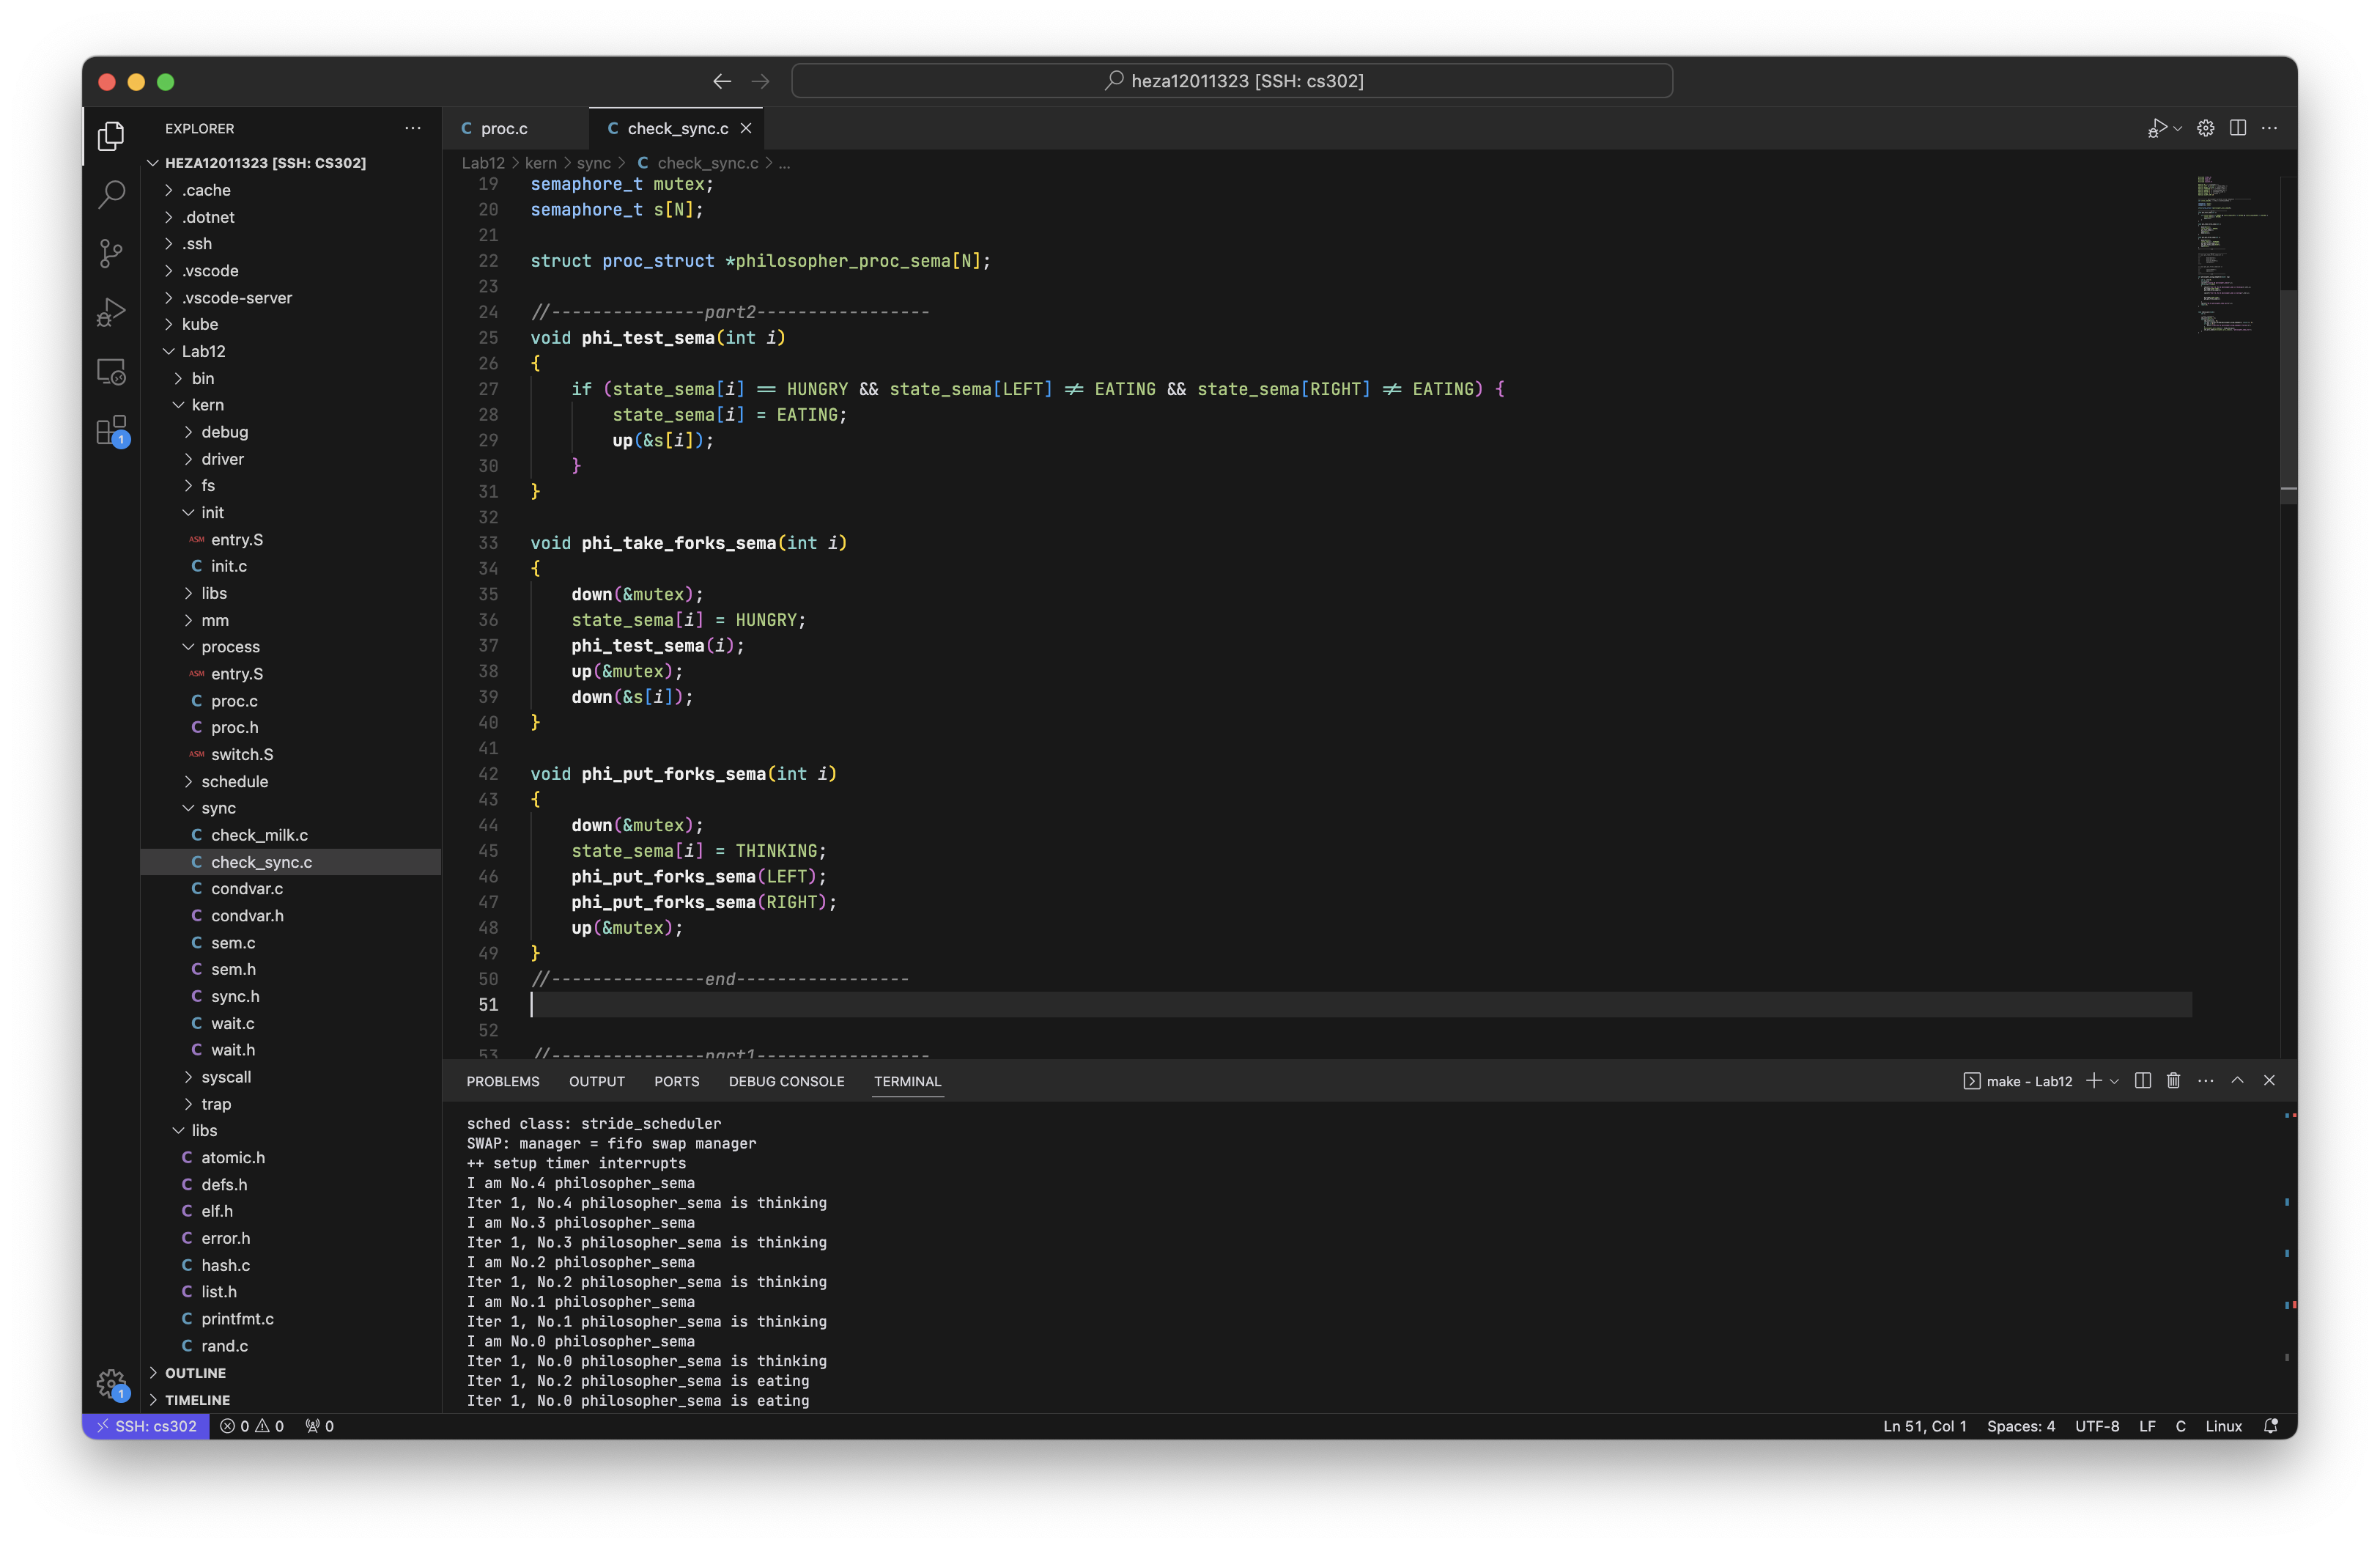 heza12011323 [SSH: cs302]
EXPLORER
HEZA12011323 [SSH: CS302]
.cache
.dotnet
.ssh
.vscode
.vscode-server
kube
Lab12
bin
kern
debug
driver
fs
init
ASM entry.S
C init.c
libs
mm
process
ASM entry.S
C proc.c
C proc.h
ASM switch.S
schedule
sync
C check_milk.c
C check_sync.c
C condvar.c
C condvar.h
C sem.c
C sem.h
C sync.h
C wait.c
C wait.h
syscall
trap
libs
C atomic.h
C defs.h
C elf.h
C error.h
C hash.c
C list.h
C printfmt.c
C rand.c
OUTLINE
TIMELINE
1
1
C proc.c
C check_sync.c
Lab12 > kern > sync > C check_sync.c > ...
19 semaphore_t mutex;
20 semaphore_t s[N];
21
22 struct proc_struct *philosopher_proc_sema[N];
23
24 //---------------part2-----------------
25 void phi_test_sema(int i)
26 {
27     if (state_sema[i] == HUNGRY && state_sema[LEFT] != EATING && state_sema[RIGHT] != EATING) {
28         state_sema[i] = EATING;
29         up(&s[i]);
30     }
31 }
32
33 void phi_take_forks_sema(int i)
34 {
35     down(&mutex);
36     state_sema[i] = HUNGRY;
37     phi_test_sema(i);
38     up(&mutex);
39     down(&s[i]);
40 }
41
42 void phi_put_forks_sema(int i)
43 {
44     down(&mutex);
45     state_sema[i] = THINKING;
46     phi_put_forks_sema(LEFT);
47     phi_put_forks_sema(RIGHT);
48     up(&mutex);
49 }
50 //---------------end-----------------
51
52
53 //---------------part1-----------------
PROBLEMS OUTPUT PORTS DEBUG CONSOLE TERMINAL
make - Lab12
sched class: stride_scheduler
SWAP: manager = fifo swap manager
++ setup timer interrupts
I am No.4 philosopher_sema
Iter 1, No.4 philosopher_sema is thinking
I am No.3 philosopher_sema
Iter 1, No.3 philosopher_sema is thinking
I am No.2 philosopher_sema
Iter 1, No.2 philosopher_sema is thinking
I am No.1 philosopher_sema
Iter 1, No.1 philosopher_sema is thinking
I am No.0 philosopher_sema
Iter 1, No.0 philosopher_sema is thinking
Iter 1, No.2 philosopher_sema is eating
Iter 1, No.0 philosopher_sema is eating
SSH: cs302 0 0 0 Ln 51, Col 1 Spaces: 4 UTF-8 LF C Linux